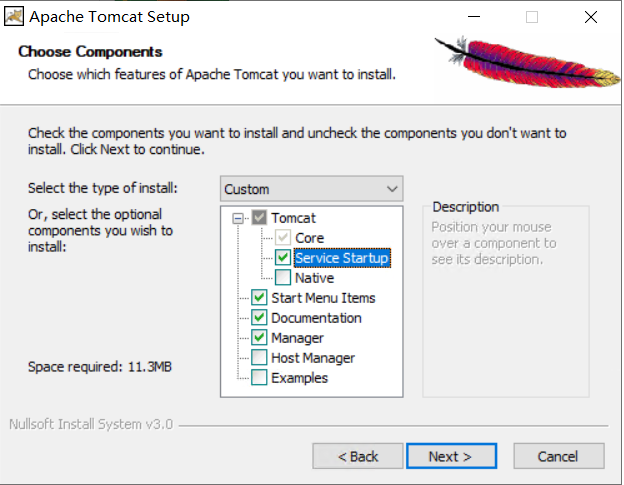 Apache Tomcat Setup
Choose Components
Choose which features of Apache Tomcat you want to install.
Check the components you want to install and uncheck the components you don't want to
install. Click Next to continue.
Select the type of install:
Custom
Or, select the optional
components you wish to
install:
Tomcat
Core
Service Startup
Native
Start Menu Items
Documentation
Manager
Host Manager
Examples
Description
Position your mouse
over a component to
see its description.
Space required: 11.3MB
Nullsoft Install System v3.0
< Back
Next >
Cancel